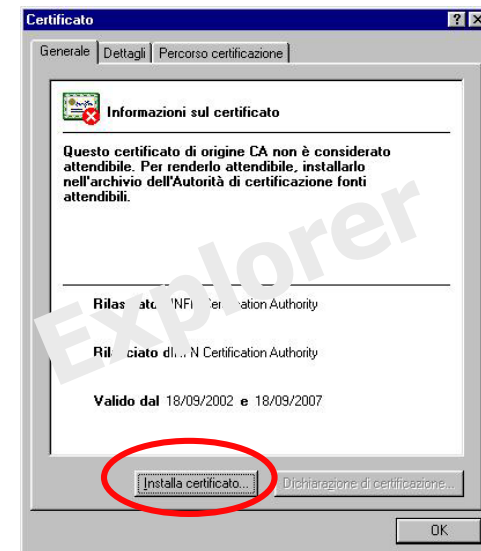 Certificato
Generale Dettagli Percorso certificazione
Informazioni sul certificato
Questo certificato di origine CA non è considerato
attendibile. Per renderlo attendibile, installarlo
nell'archivio dell'Autorità di certificazione fonti
attendibili.
Explorer
Authority
Certification Authority
Valido dal 18/09/2002 e 18/09/2007
Installa certificato... Dichiarazione di certificazione...
OK